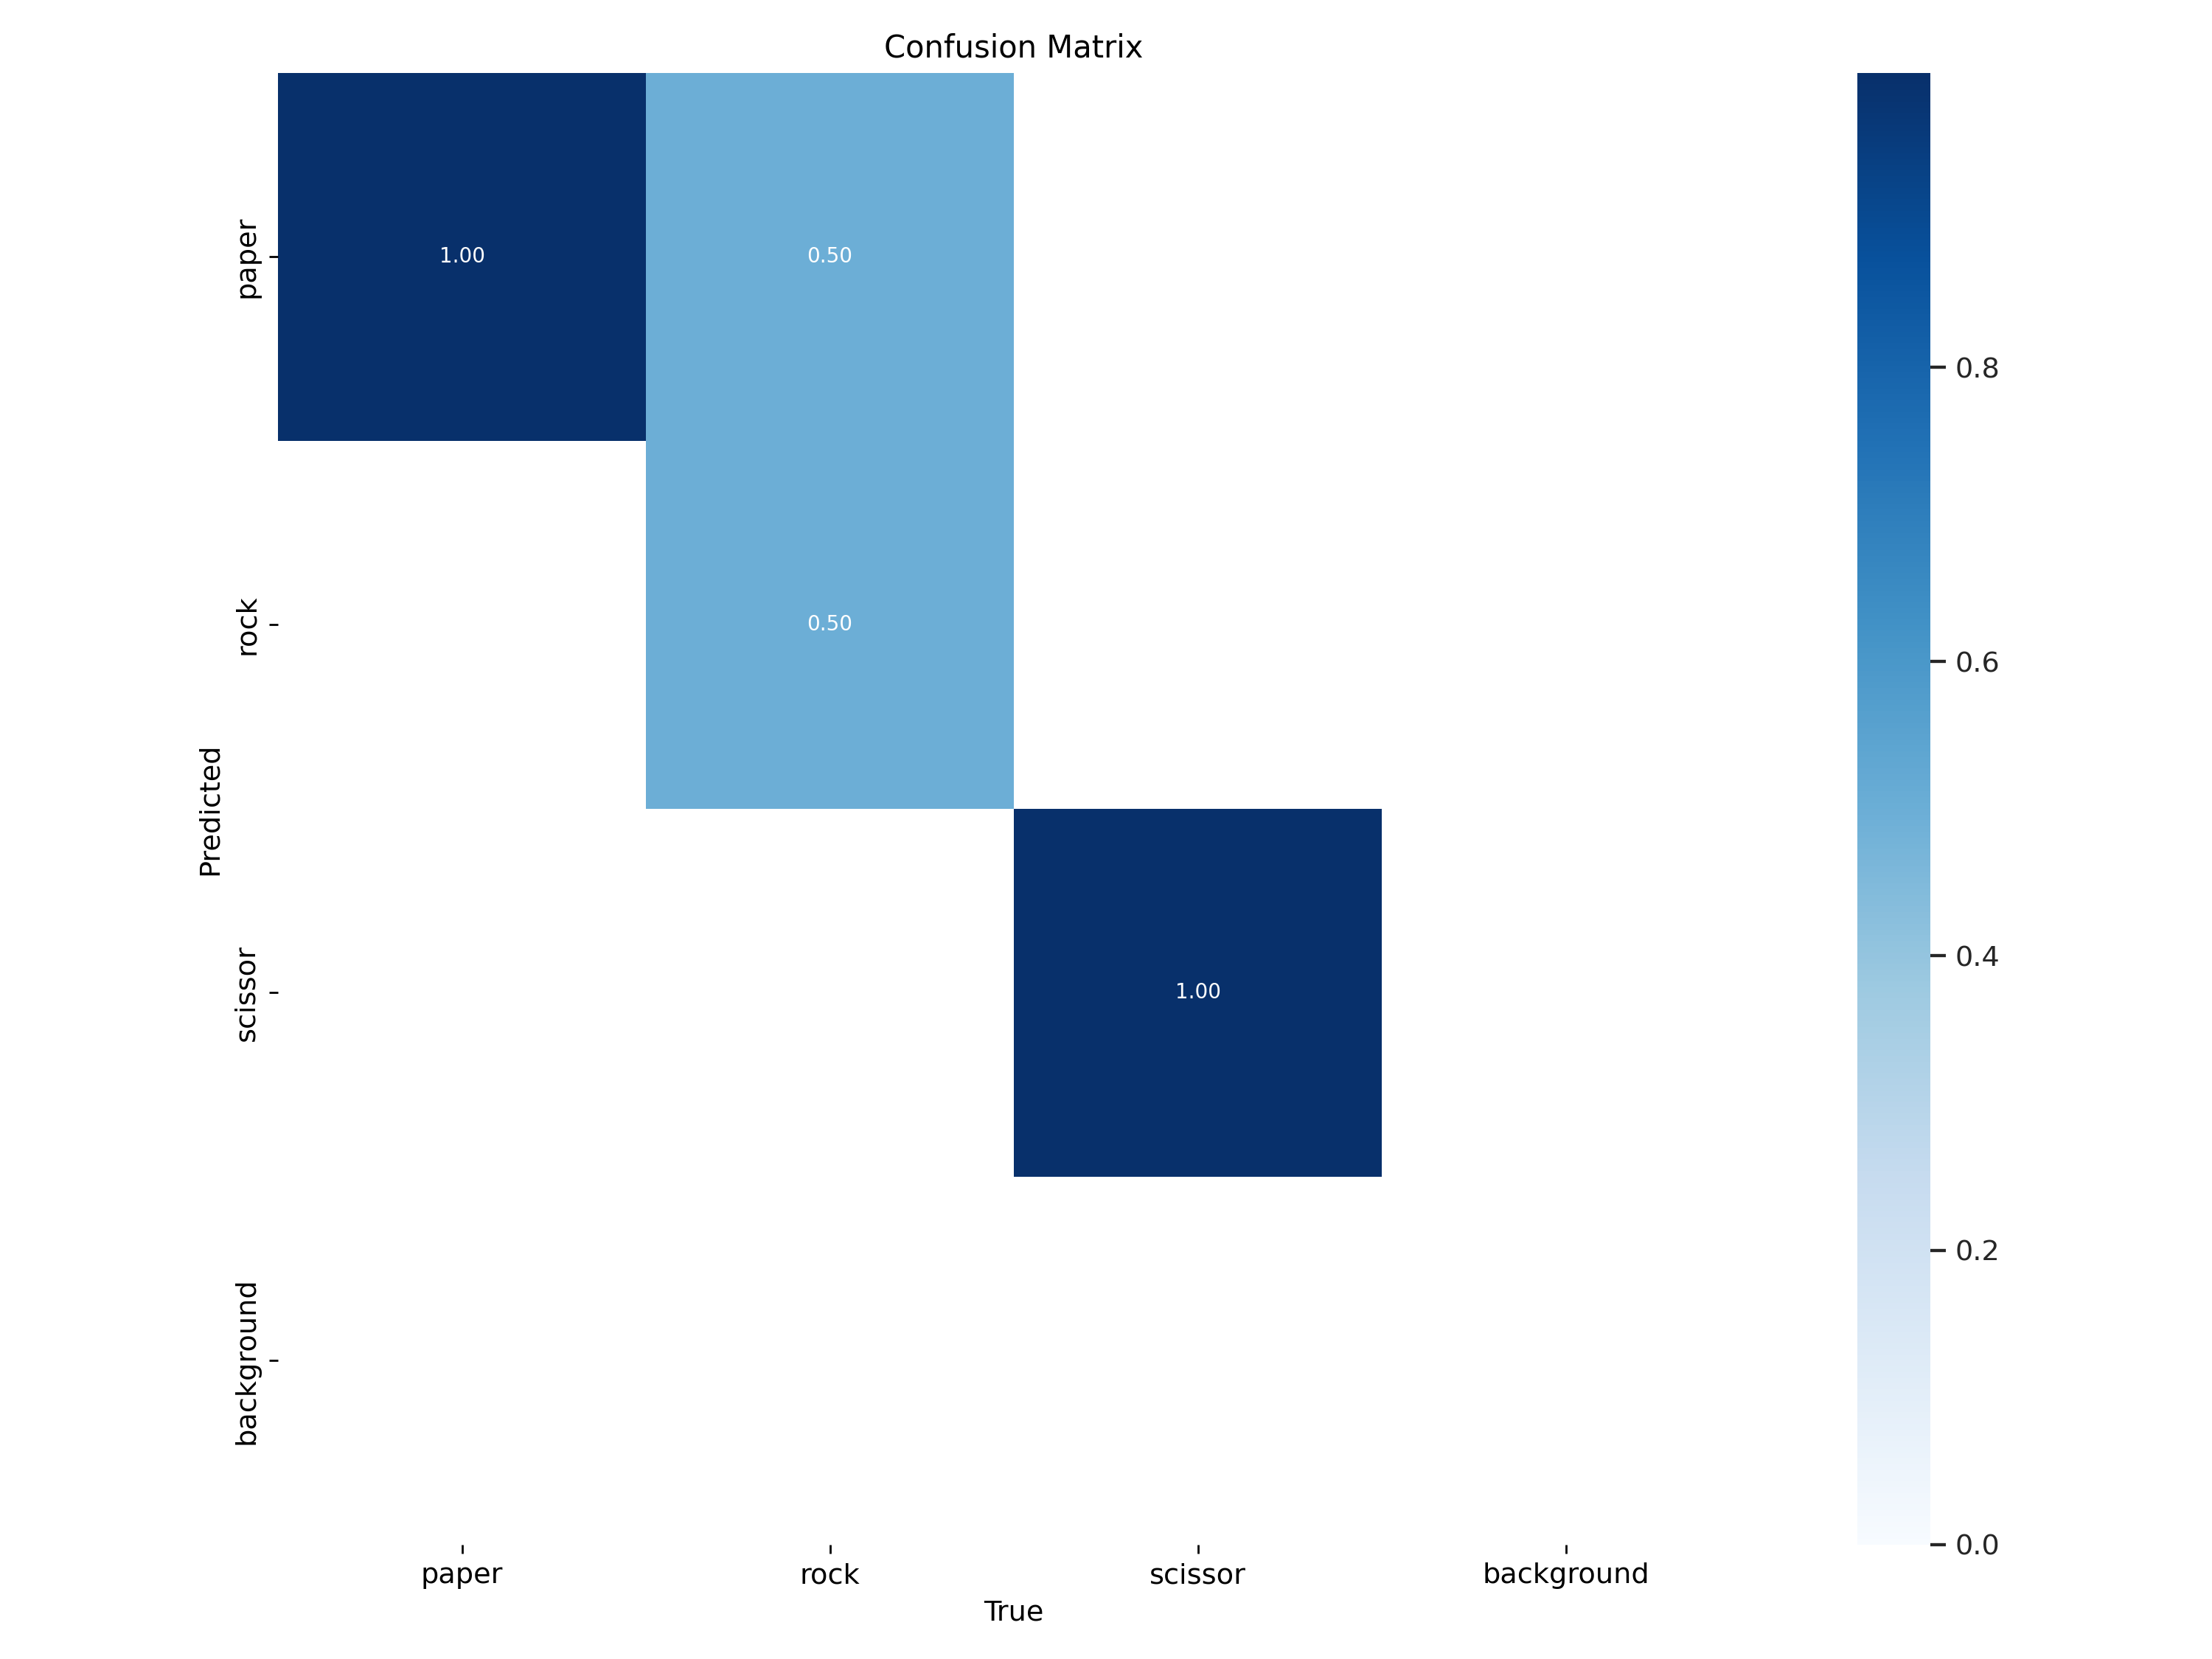 Confusion Matrix
paper
1.00
0.50
0.8
rock
0.50
0.6
Predicted
scissor
1.00
0.4
background
0.2
0.0
paper
rock
scissor
background
True